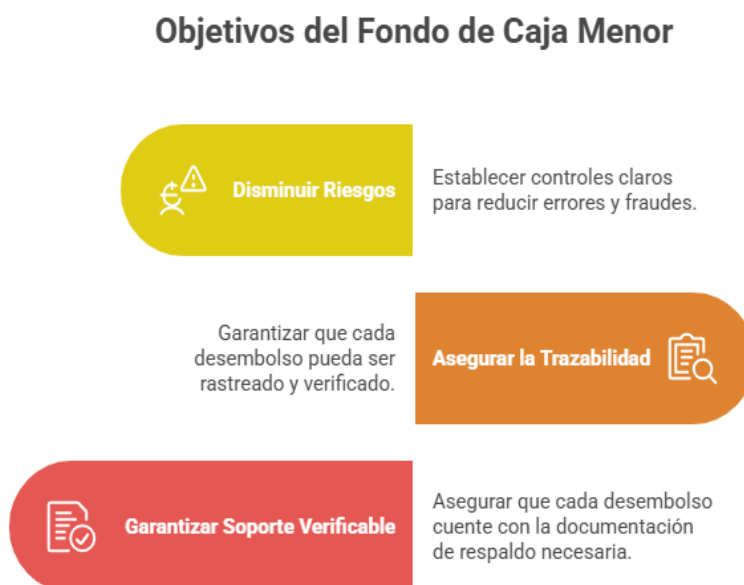 Objetivos del Fondo de Caja Menor
Disminuir Riesgos
Establecer controles claros
para reducir errores y fraudes.
Garantizar que cada
desembolso pueda ser
rastreado y verificado.
Asegurar la Trazabilidad
Garantizar Soporte Verificable
Asegurar que cada desembolso
cuente con la documentación
de respaldo necesaria.